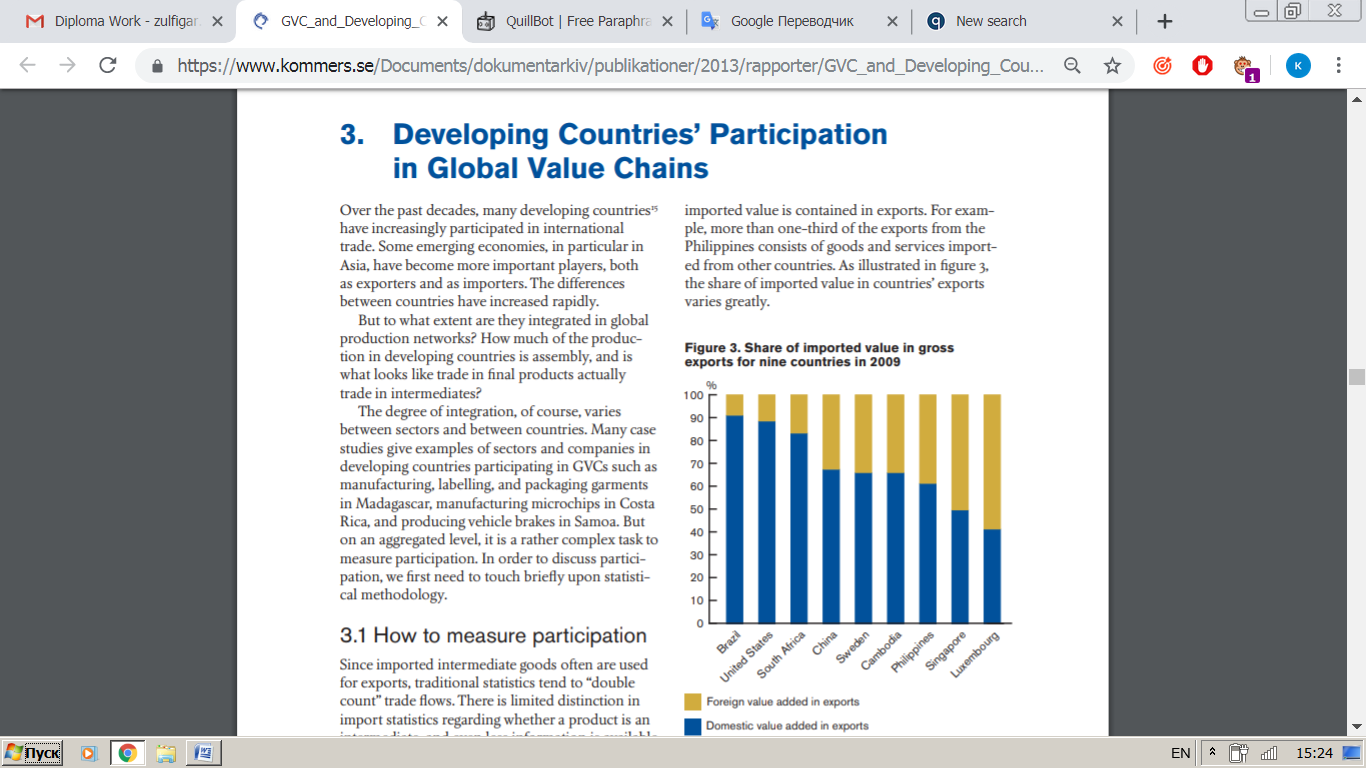 Diploma Work - zulfigar.
GVC_and_Developing_C
QuillBot | Free Paraphra
Google Переводчик
New search
https://www.kommers.se/Documents/dokumentarkiv/publikationer/2013/rapporter/GVC_and_Developing_Cou...
1
K
3. Developing Countries' Participation
in Global Value Chains
Over the past decades, many developing countries¹⁵
have increasingly participated in international
trade. Some emerging economies, in particular in
Asia, have become more important players, both
as exporters and as importers. The differences
between countries have increased rapidly.
But to what extent are they integrated in global
production networks? How much of the produc-
tion in developing countries is assembly, and is
what looks like trade in final products actually
trade in intermediates?
The degree of integration, of course, varies
between sectors and between countries. Many case
studies give examples of sectors and companies in
developing countries participating in GVCs such as
manufacturing, labelling, and packaging garments
in Madagascar, manufacturing microchips in Costa
Rica, and producing vehicle brakes in Samoa. But
on an aggregated level, it is a rather complex task to
measure participation. In order to discuss partici-
pation, we first need to touch briefly upon statisti-
cal methodology.
3.1 How to measure participation
Since imported intermediate goods often are used
for exports, traditional statistics tend to “double
count” trade flows. There is limited distinction in
import statistics regarding whether a product is an
imported value is contained in exports. For exam-
ple, more than one-third of the exports from the
Philippines consists of goods and services import-
ed from other countries. As illustrated in figure 3,
the share of imported value in countries' exports
varies greatly.
Figure 3. Share of imported value in gross
exports for nine countries in 2009
%
100
90
80
70
60
50
40
30
20
10
0
Brazil
United States
South Africa
China
Sweden
Cambodia
Philippines
Singapore
Luxembourg
Foreign value added in exports
Domestic value added in exports
Пуск
EN
15:24